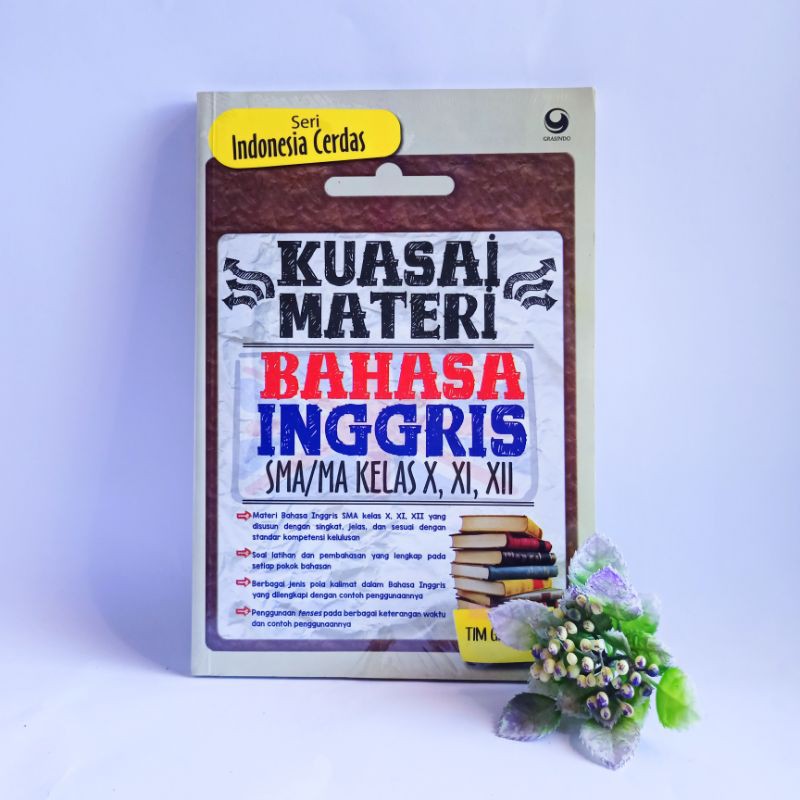 Seri
Indonesia Cerdas
GRASINDO
KUASAI
MATERI
BAHASA
INGGRIS
SMA/MA KELAS X, XI, XII
Materi Bahasa Inggris SMA kelas X, XI, XII yang
disusun dengan singkat, jelas, dan sesuai dengan
standar kompetensi kelulusan
Soal latihan dan pembahasan yang lengkap pada
setiap pokok bahasan
Berbagai jenis pola kalimat dalam Bahasa Inggris
yang dilengkapi dengan contoh penggunaannya
Penggunaan tenses pada berbagai keterangan waktu
dan contoh penggunaannya
TIM